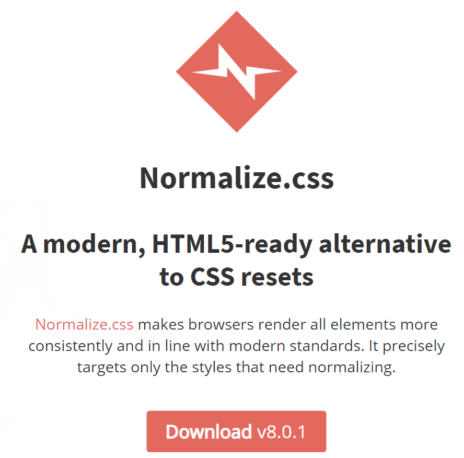 Normalize.css
A modern, HTML5-ready alternative
to CSS resets
Normalize.css makes browsers render all elements more
consistently and in line with modern standards. It precisely
targets only the styles that need normalizing.
Download v8.0.1